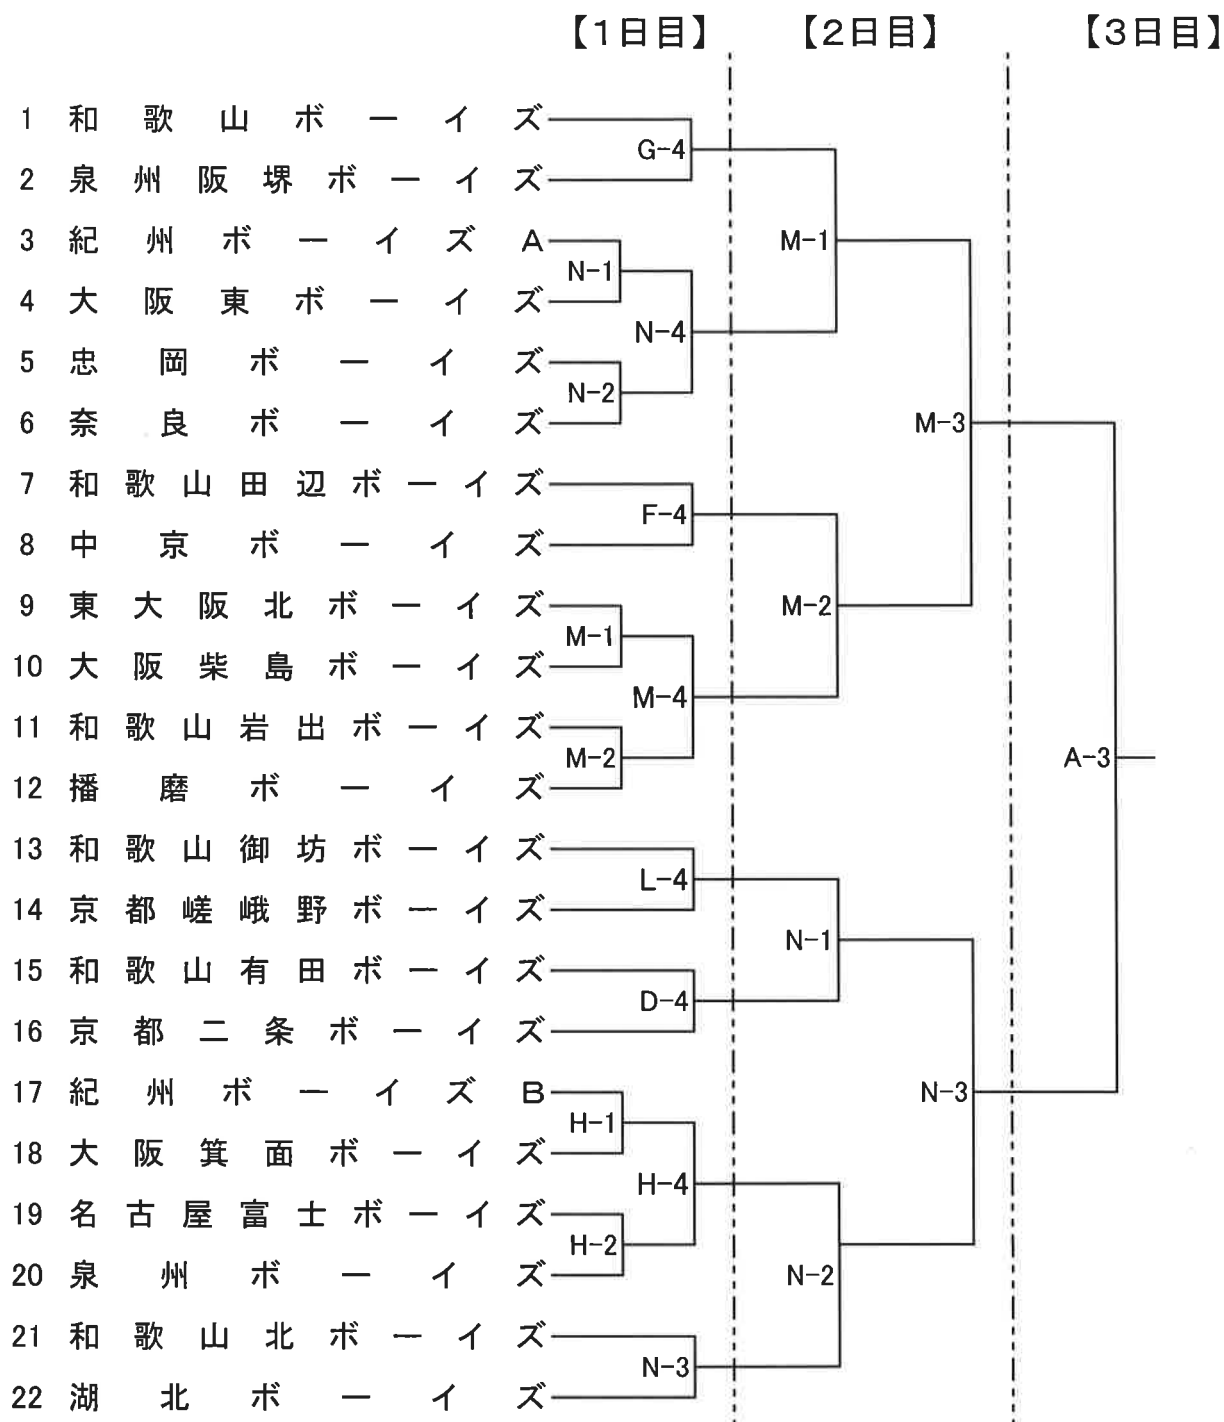 【1日目】 【2日目】 【3日目】
1 和歌山ボーイズ
G-4
2 泉州阪堺ボーイズ
3 紀州ボーイズA
M-1
N-1
4 大阪東ボーイズ
N-4
5 忠岡ボーイズ
N-2
6 奈良ボーイズ
M-3
7 和歌山田辺ボーイズ
F-4
8 中京ボーイズ
9 東大阪北ボーイズ
M-2
M-1
10 大阪柴島ボーイズ
M-4
11 和歌山岩出ボーイズ
M-2
A-3
12 播磨ボーイズ
13 和歌山御坊ボーイズ
L-4
14 京都嵯峨野ボーイズ
N-1
15 和歌山有田ボーイズ
D-4
16 京都二条ボーイズ
17 紀州ボーイズB
N-3
H-1
18 大阪箕面ボーイズ
H-4
19 名古屋富士ボーイズ
H-2
20 泉州ボーイズ
N-2
21 和歌山北ボーイズ
N-3
22 湖北ボーイズ